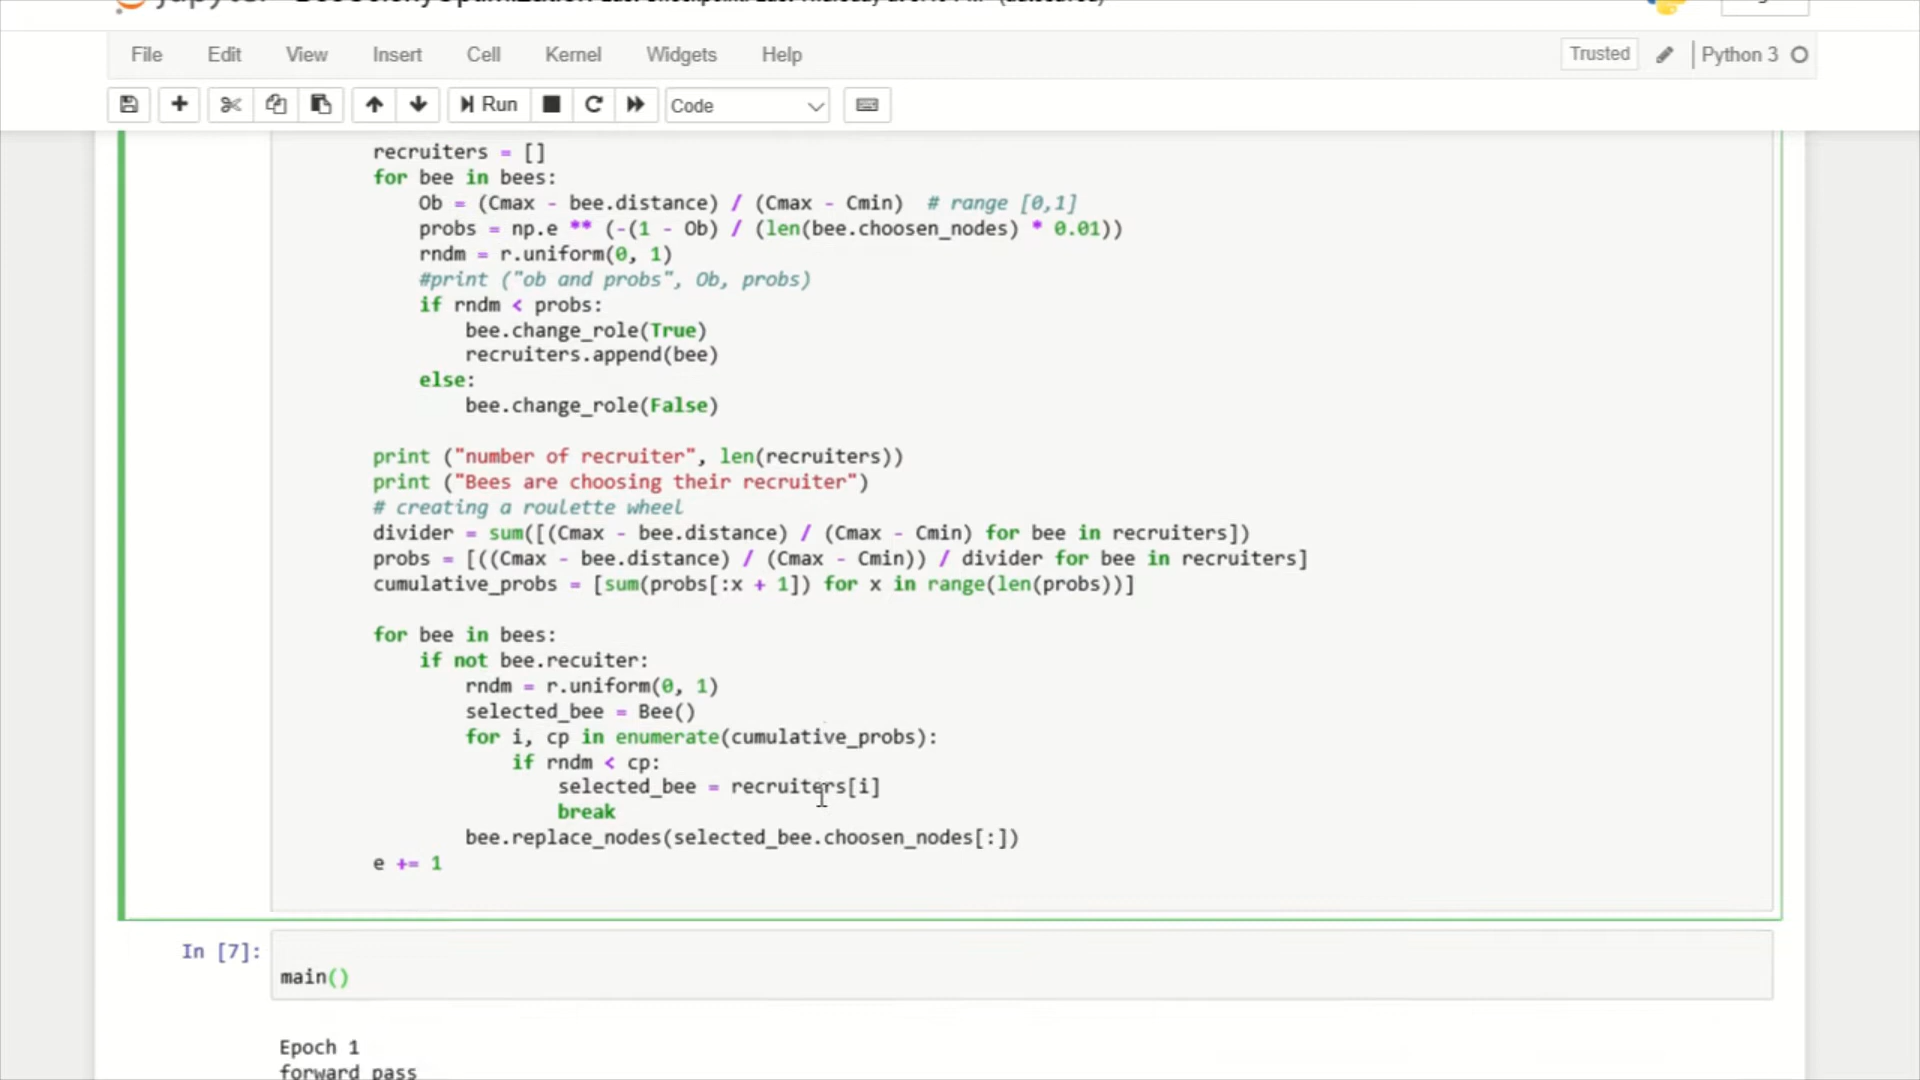 File Edit View Insert Cell Kernel Widgets Help Trusted Python 3
Run Code
recruiters = []
for bee in bees:
Ob = (Cmax - bee.distance) / (Cmax - Cmin)  # range [0,1]
probs = np.e ** (-(1 - Ob) / (len(bee.choosen_nodes) * 0.01))
rndm = r.uniform(0, 1)
#print ("ob and probs", Ob, probs)
if rndm < probs:
bee.change_role(True)
recruiters.append(bee)
else:
bee.change_role(False)
print ("number of recruiter", len(recruiters))
print ("Bees are choosing their recruiter")
# creating a roulette wheel
divider = sum([(Cmax - bee.distance) / (Cmax - Cmin) for bee in recruiters])
probs = [((Cmax - bee.distance) / (Cmax - Cmin)) / divider for bee in recruiters]
cumulative_probs = [sum(probs[:x + 1]) for x in range(len(probs))]
for bee in bees:
if not bee.recuiter:
rndm = r.uniform(0, 1)
selected_bee = Bee()
for i, cp in enumerate(cumulative_probs):
if rndm < cp:
selected_bee = recruiters[i]
break
bee.replace_nodes(selected_bee.choosen_nodes[:])
e += 1
In [7]:
main()
Epoch 1
forward pass